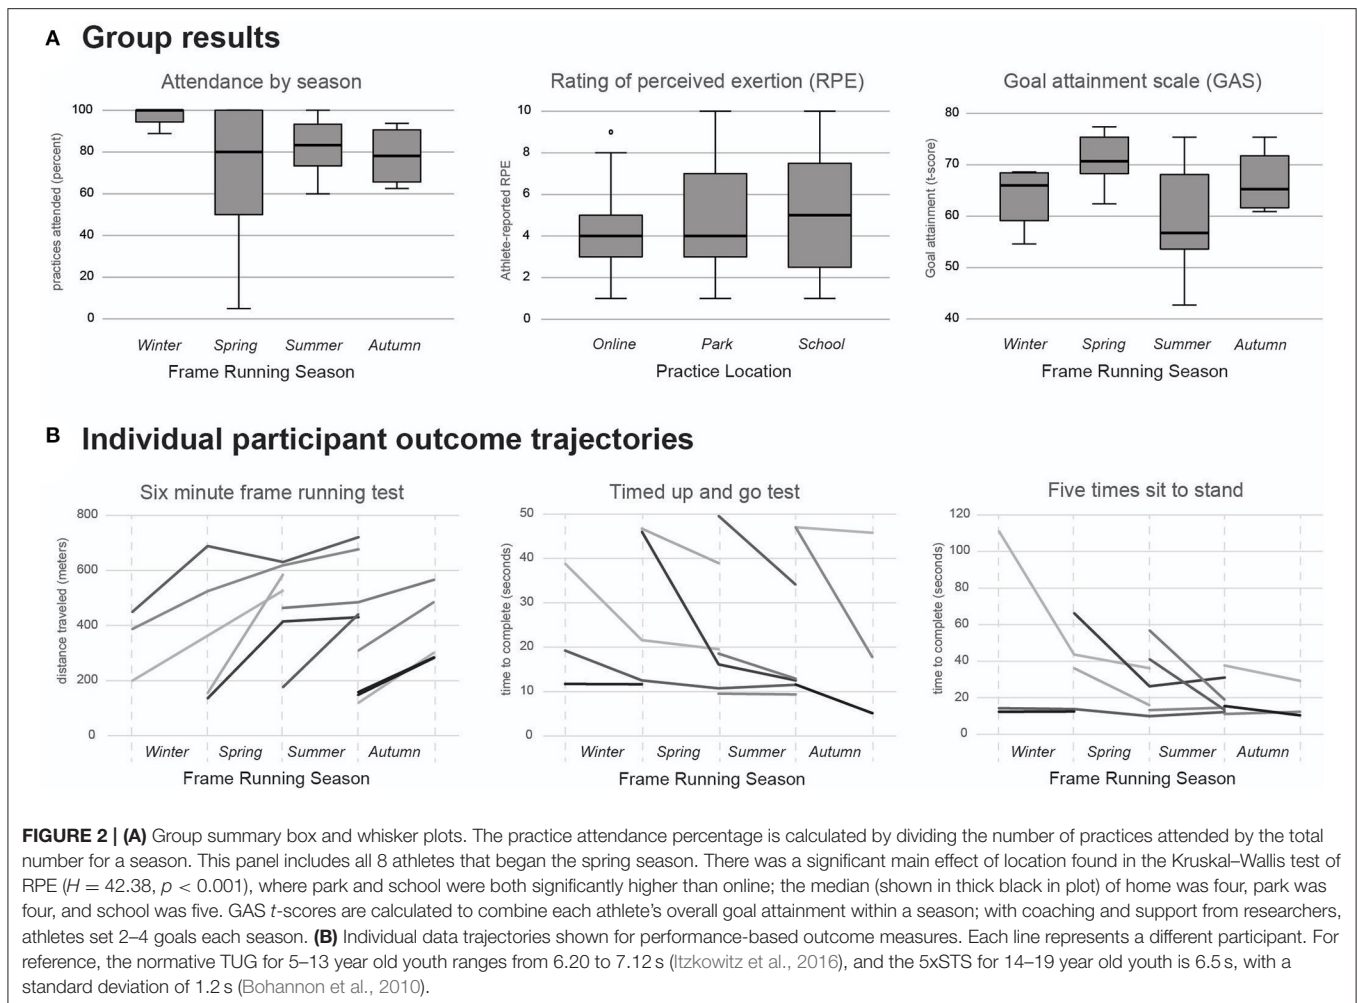 A Group results
Attendance by season
practices attended (percent)
100
80
60
40
20
0
Winter Spring Summer Autumn
Frame Running Season
Rating of perceived exertion (RPE)
Athlete-reported RPE
10
8
6
4
2
0
Online Park School
Practice Location
Goal attainment scale (GAS)
Goal attainment (t-score)
80
70
60
50
40
Winter Spring Summer Autumn
Frame Running Season
B Individual participant outcome trajectories
Six minute frame running test
distance traveled (meters)
800
600
400
200
0
Winter Spring Summer Autumn
Frame Running Season
Timed up and go test
time to complete (seconds)
50
40
30
20
10
0
Winter Spring Summer Autumn
Frame Running Season
Five times sit to stand
time to complete (seconds)
120
100
80
60
40
20
0
Winter Spring Summer Autumn
Frame Running Season
FIGURE 2 | (A) Group summary box and whisker plots. The practice attendance percentage is calculated by dividing the number of practices attended by the total
number for a season. This panel includes all 8 athletes that began the spring season. There was a significant main effect of location found in the Kruskal–Wallis test of
RPE (H = 42.38, p < 0.001), where park and school were both significantly higher than online; the median (shown in thick black in plot) of home was four, park was
four, and school was five. GAS t-scores are calculated to combine each athlete's overall goal attainment within a season; with coaching and support from researchers,
athletes set 2–4 goals each season. (B) Individual data trajectories shown for performance-based outcome measures. Each line represents a different participant. For
reference, the normative TUG for 5–13 year old youth ranges from 6.20 to 7.12 s (Itzkowitz et al., 2016), and the 5xSTS for 14–19 year old youth is 6.5 s, with a
standard deviation of 1.2 s (Bohannon et al., 2010).